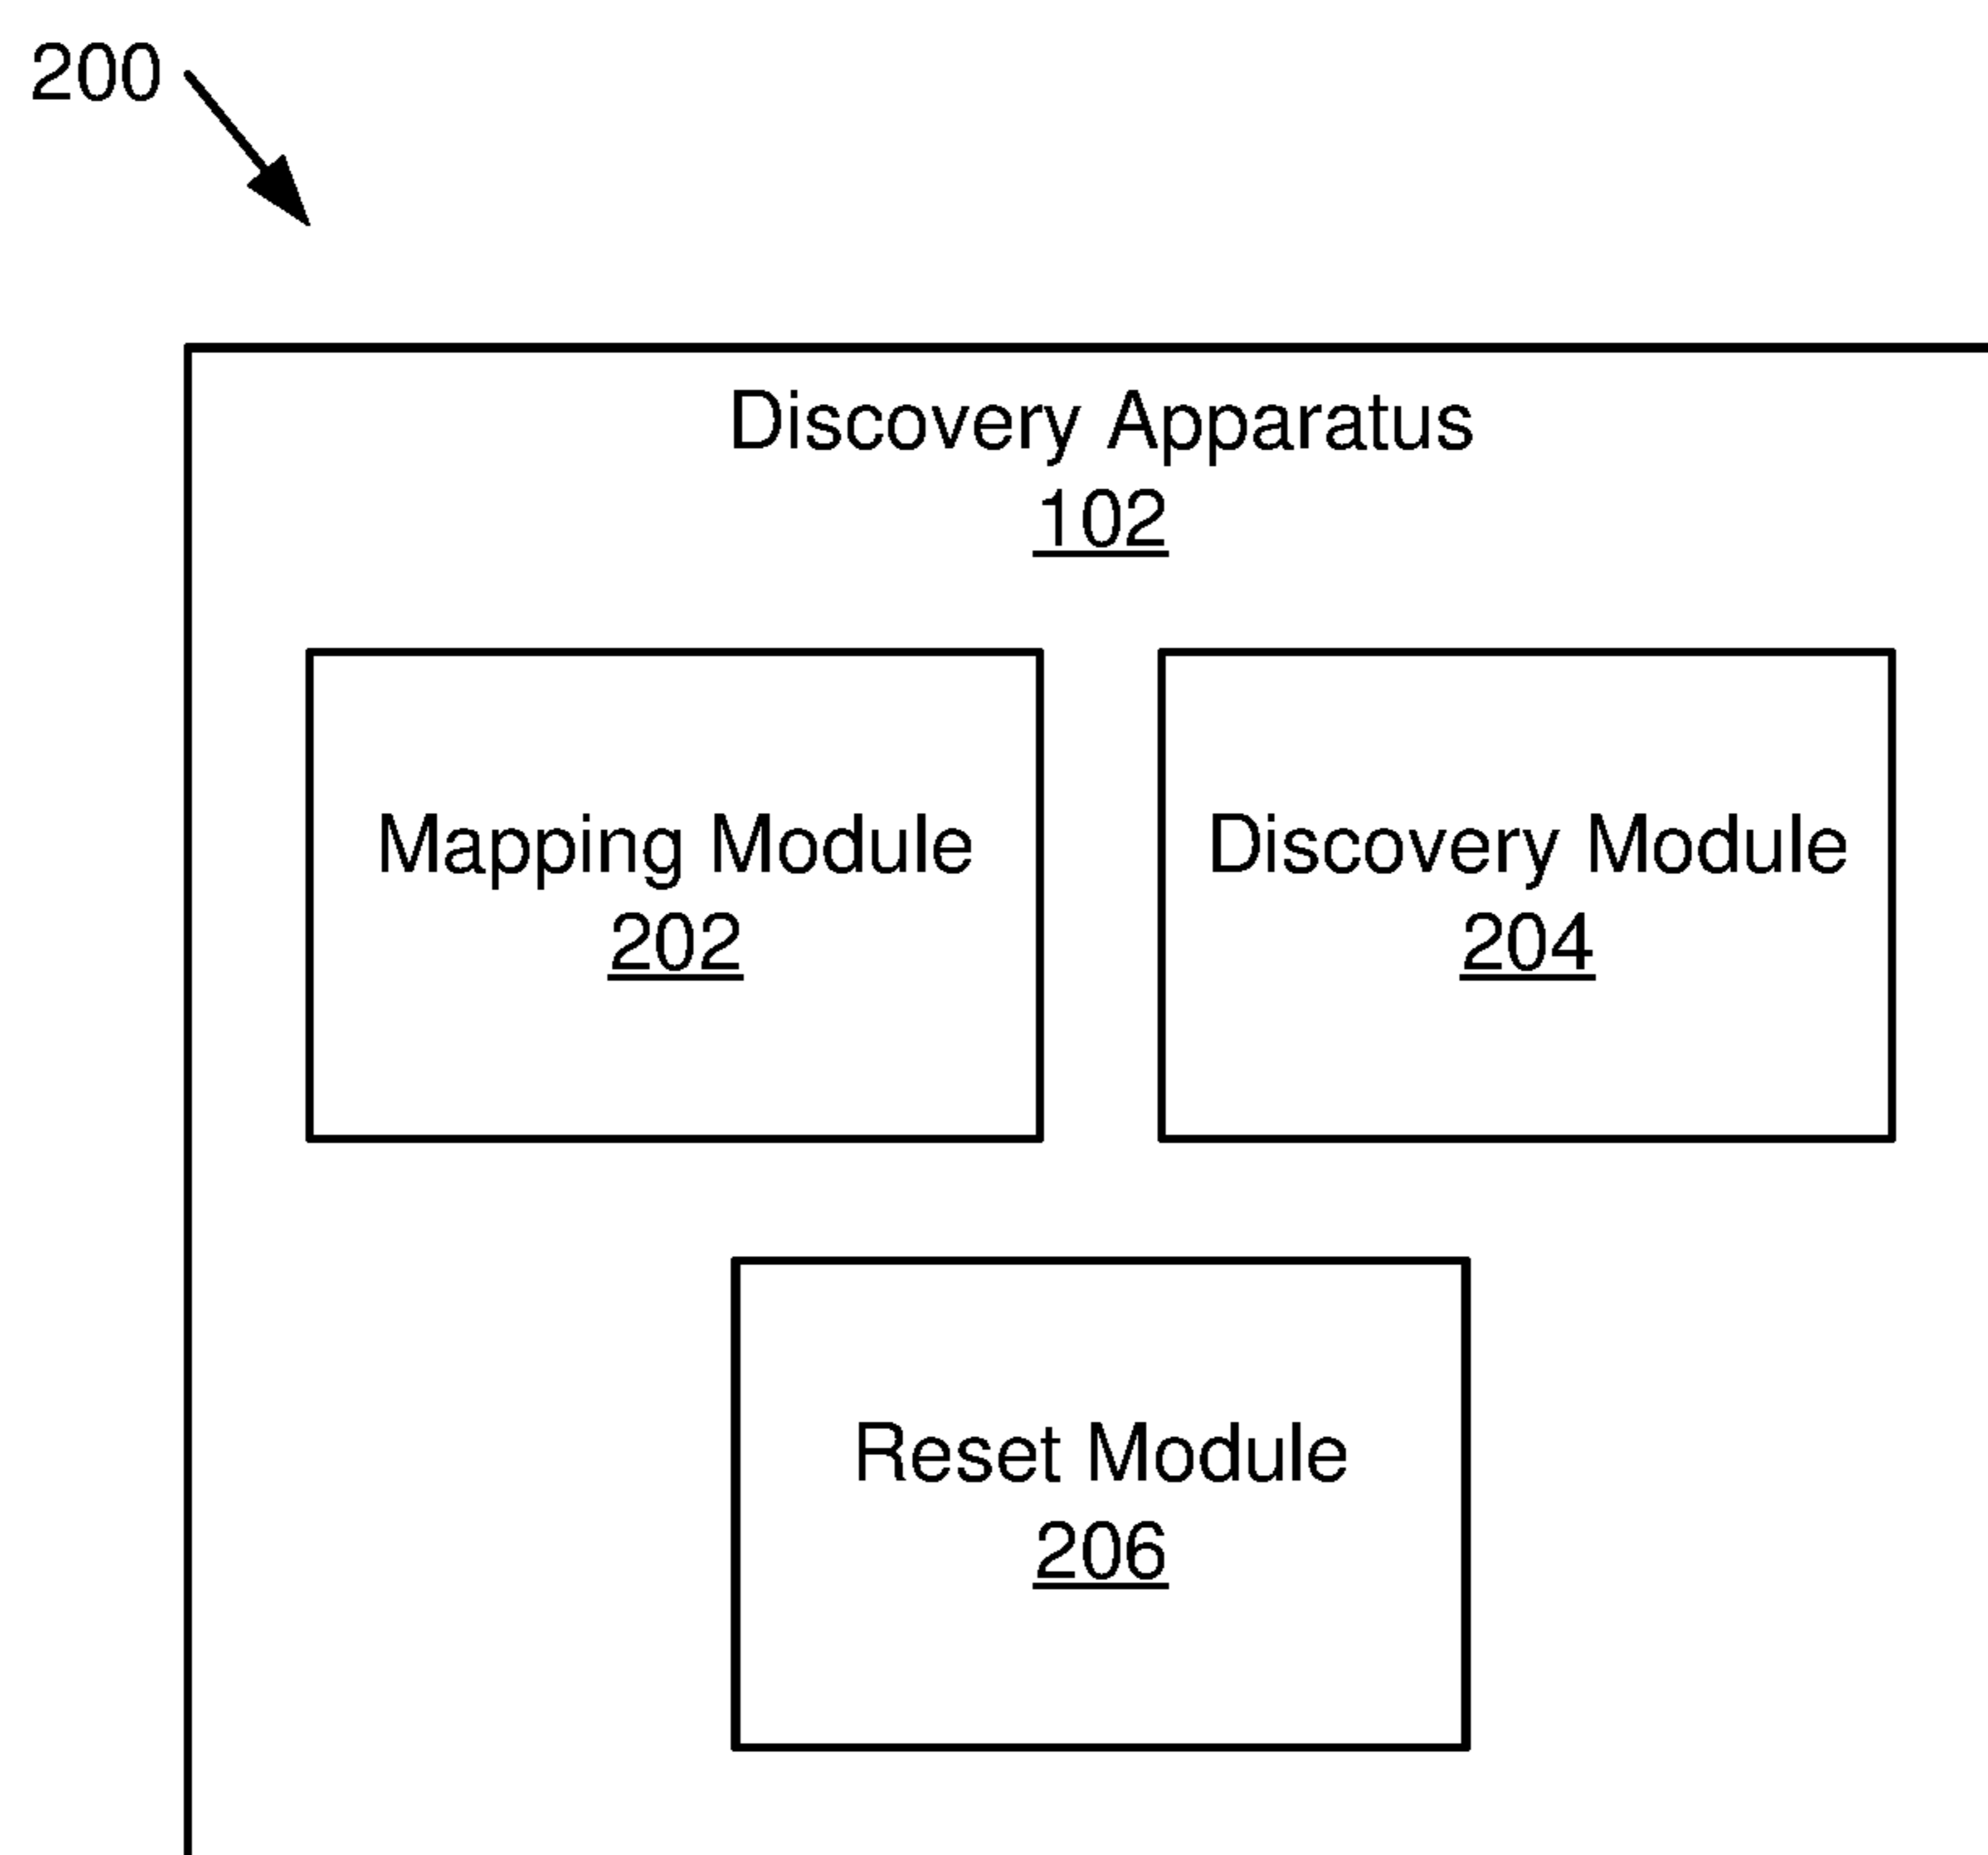 200
Discovery Apparatus
102
Mapping Module
202
Discovery Module
204
Reset Module
206